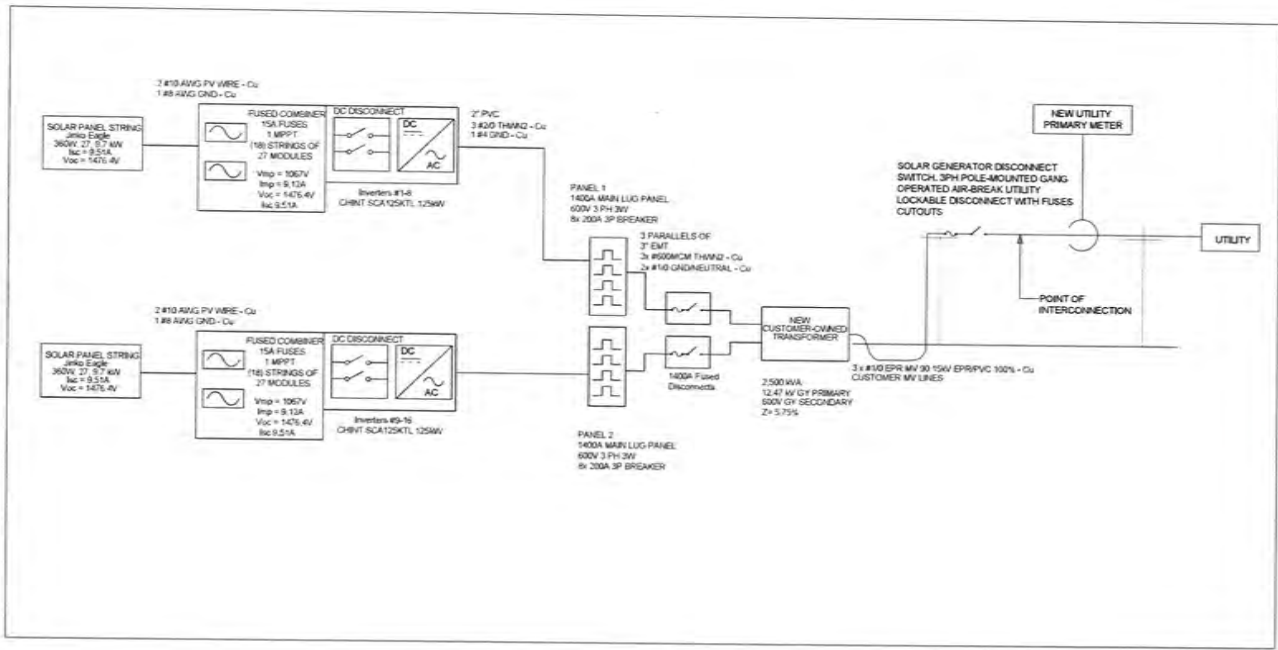 2 #10 AWG PV WIRE - Cu
1 #8 AWG GND - Cu
SOLAR PANEL STRING
Jinko Eagle
360W, 27, 9.7 kW
Isc = 9.51A
Voc = 1476.4V
FUSED COMBINER
15A FUSES
1 MPPT
(18) STRINGS OF
27 MODULES
Vmp = 1067V
Imp = 9.13A
Voc = 1476.4V
Isc 9.51A
DC DISCONNECT
DC
AC
Inverters #1-8
CHINT SCA125KTL 125kW
2" PVC
3 #2/0 THWN2 - Cu
1 #4 GND - Cu
PANEL 1
1400A MAIN LUG PANEL
600V 3 PH 3W
8x 200A 3P BREAKER
3 PARALLELS OF
3" EMT
3x #600MCM THWN2 - Cu
2x #1/0 GND/NEUTRAL - Cu
NEW UTILITY
PRIMARY METER
SOLAR GENERATOR DISCONNECT
SWITCH. 3PH POLE-MOUNTED GANG
OPERATED AIR-BREAK UTILITY
LOCKABLE DISCONNECT WITH FUSES
CUTOUTS
UTILITY
POINT OF
INTERCONNECTION
2 #10 AWG PV WIRE - Cu
1 #8 AWG GND - Cu
SOLAR PANEL STRING
Jinko Eagle
360W, 27, 9.7 kW
Isc = 9.51A
Voc = 1476.4V
FUSED COMBINER
15A FUSES
1 MPPT
(18) STRINGS OF
27 MODULES
Vmp = 1067V
Imp = 9.13A
Voc = 1476.4V
Isc 9.51A
DC DISCONNECT
DC
AC
Inverters #9-16
CHINT SCA125KTL 125kW
1400A Fused
Disconnects
NEW
CUSTOMER-OWNED
TRANSFORMER
2,500 kVA
12.47 kV GY PRIMARY
600V GY SECONDARY
Z= 5.75%
3 x #1/0 EPR MV 90 15kV EPR/PVC 100% - Cu
CUSTOMER MV LINES
PANEL 2
1400A MAIN LUG PANEL
600V 3 PH 3W
8x 200A 3P BREAKER